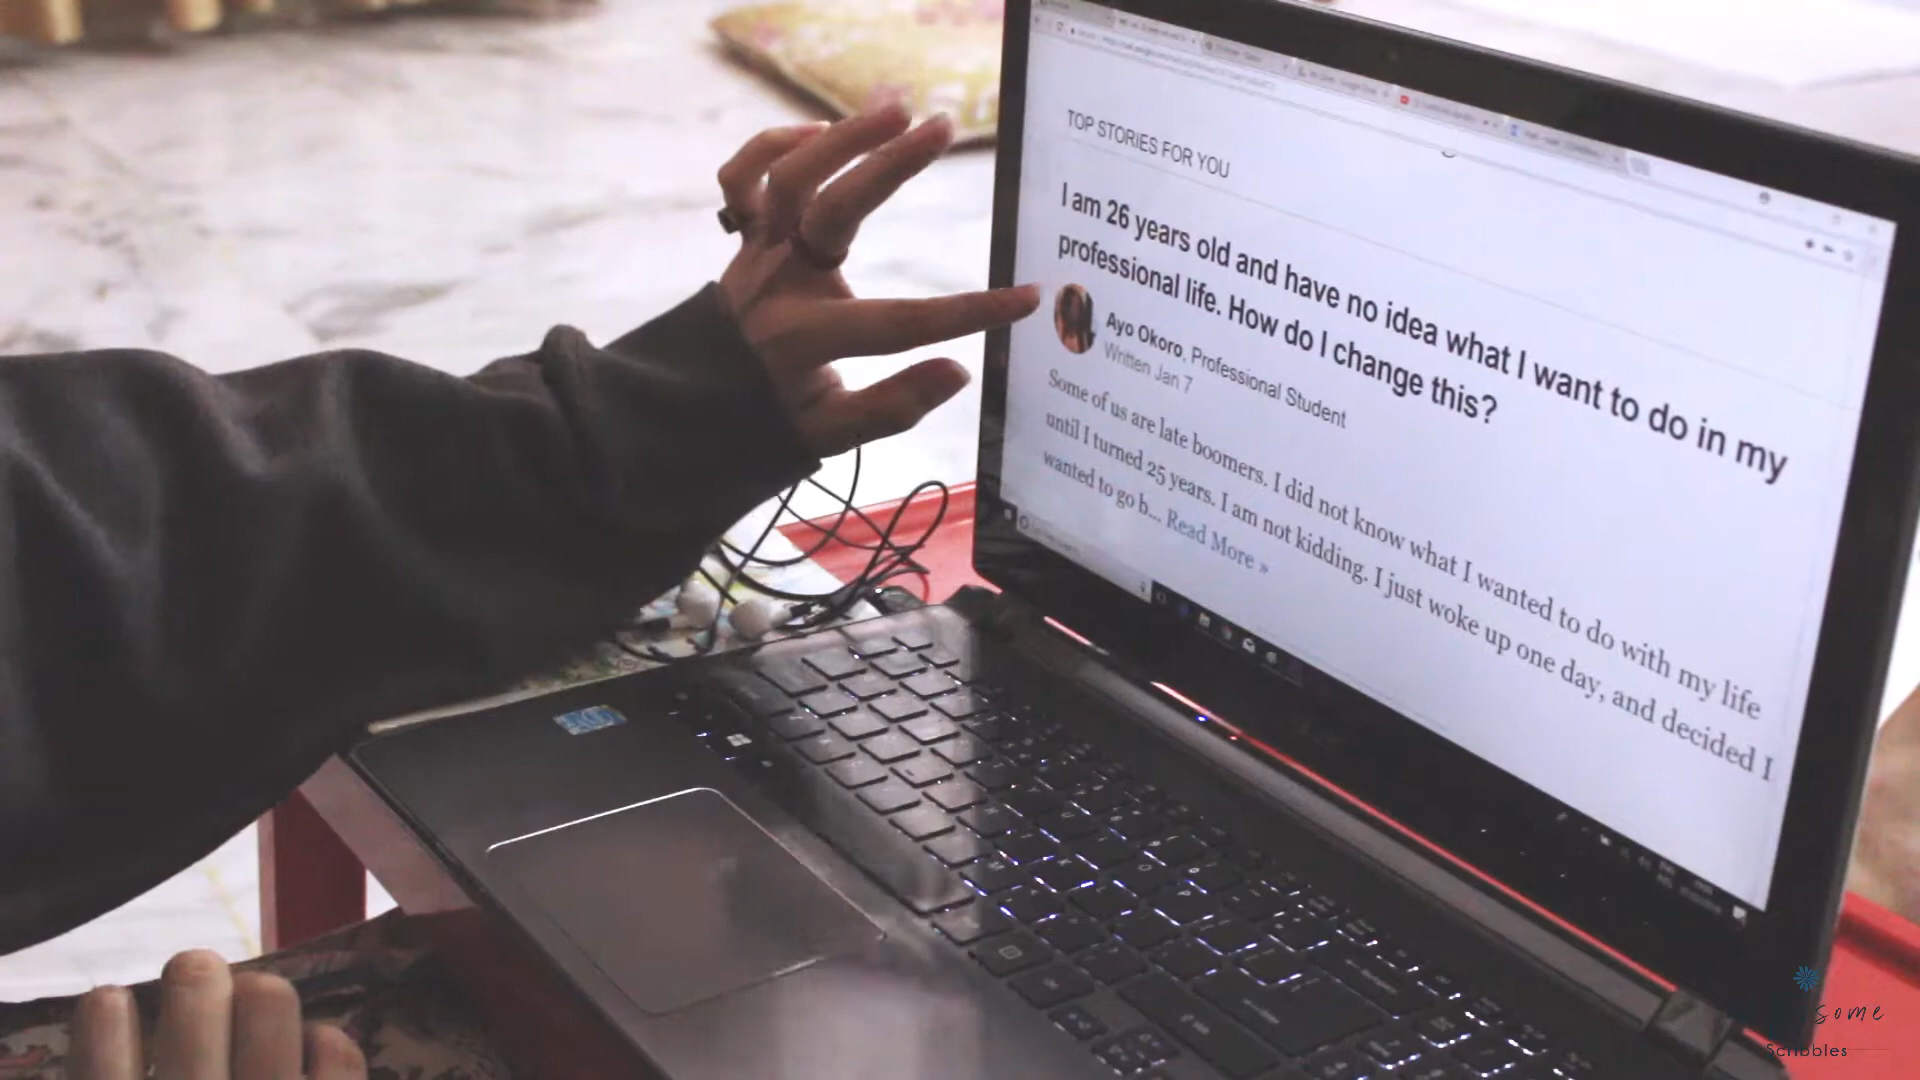 TOP STORIES FOR YOU
I am 26 years old and have no idea what I want to do in my
professional life. How do I change this?
Ayo Okoro, Professional Student
Written Jan 7
Some of us are late boomers. I did not know what I wanted to do with my life
until I turned 25 years. I am not kidding. I just woke up one day, and decided I
wanted to go b... Read More »
some
Scribbles